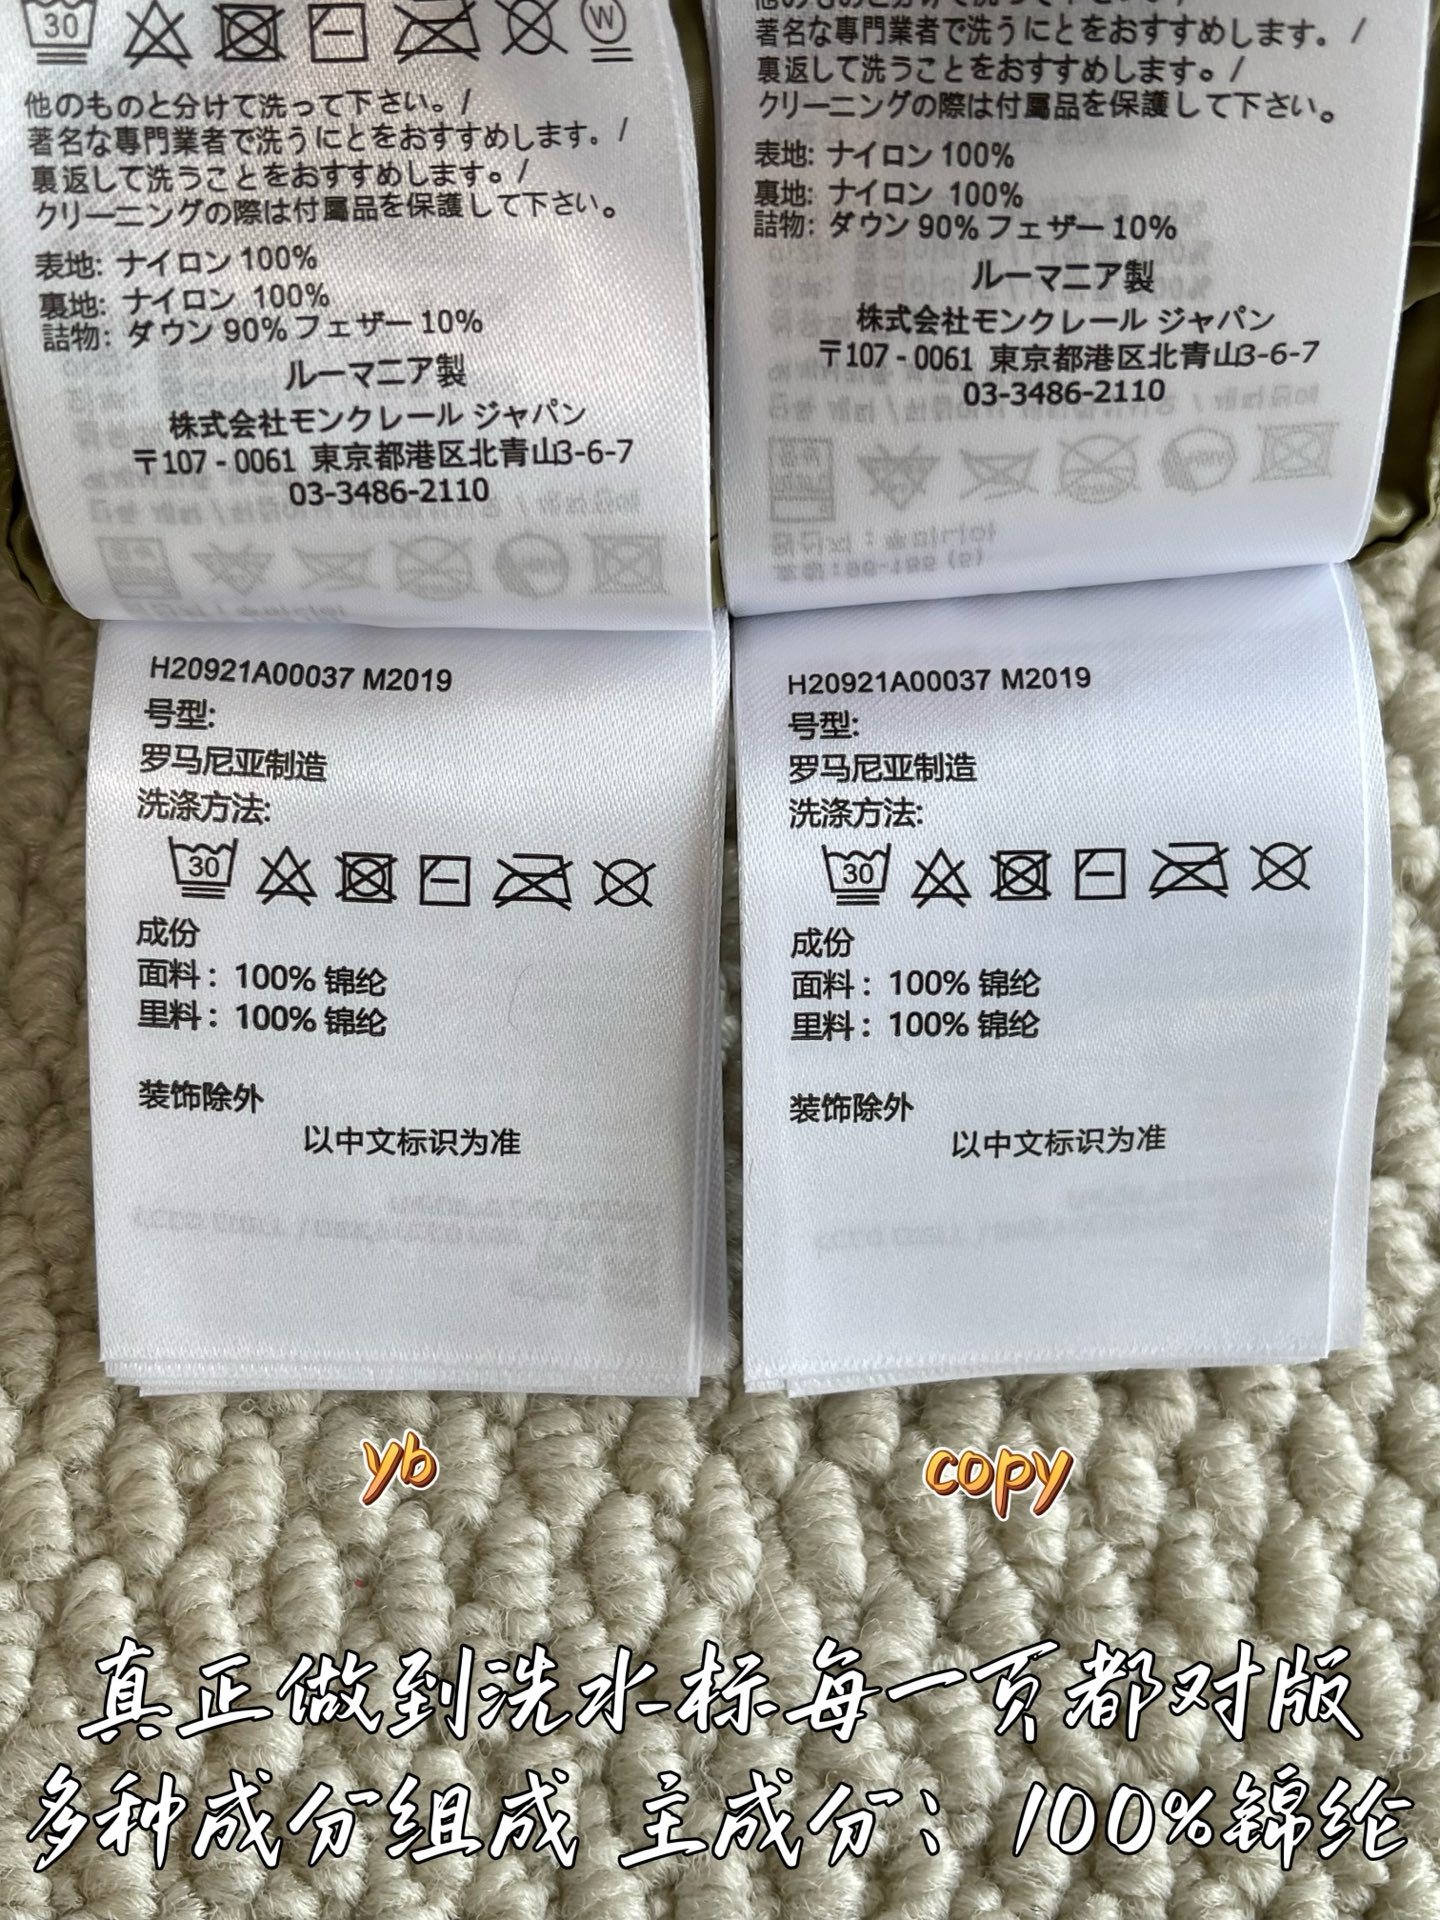 30
W
他のものと分けて洗って下さい。/
著名な専門業者で洗うにとをおすすめします。/
裏返して洗うことをおすすめします。/
クリーニングの際は付属品を保護して下さい。
表地: ナイロン 100%
裏地: ナイロン 100%
詰物: ダウン 90% フェザー 10%
ルーマニア製
株式会社モンクレール ジャパン
〒107 - 0061 東京都港区北青山3-6-7
03-3486-2110
他のものと分けて洗って下さい。/
著名な専門業者で洗うにとをおすすめします。/
裏返して洗うことをおすすめします。/
クリーニングの際は付属品を保護して下さい。
表地: ナイロン 100%
裏地: ナイロン 100%
詰物: ダウン 90% フェザー 10%
ルーマニア製
株式会社モンクレール ジャパン
〒107 - 0061 東京都港区北青山3-6-7
03-3486-2110
H20921A00037 M2019
号型:
罗马尼亚制造
洗涤方法:
30
成份
面料： 100% 锦纶
里料： 100% 锦纶
装饰除外
以中文标识为准
H20921A00037 M2019
号型:
罗马尼亚制造
洗涤方法:
30
成份
面料： 100% 锦纶
里料： 100% 锦纶
装饰除外
以中文标识为准
yb
copy
真正做到洗水标每一页都对版
多种成分组成 主成分：100%锦纶